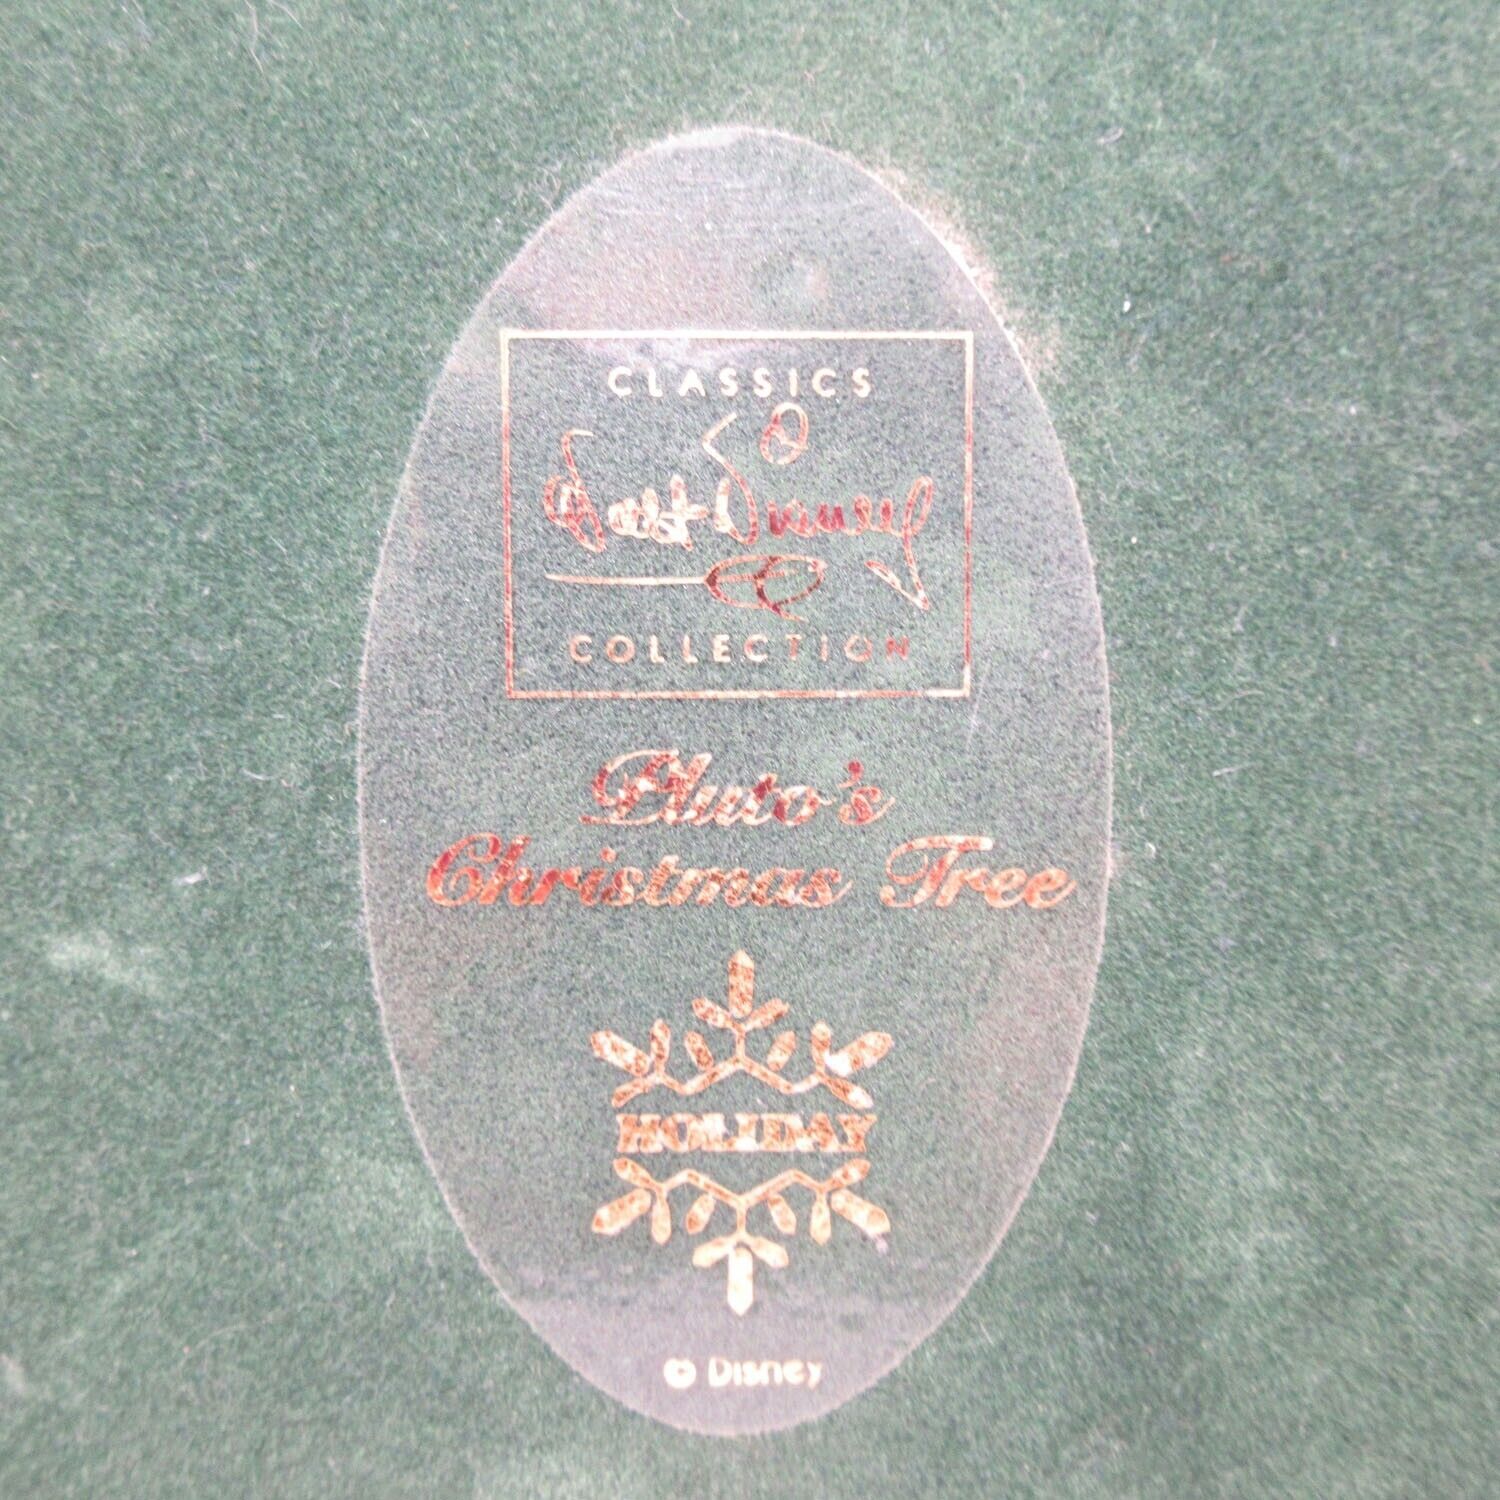 CLASSICS
Walt Disney
COLLECTION
Pluto's
Christmas Tree
HOLIDAY
© Disney